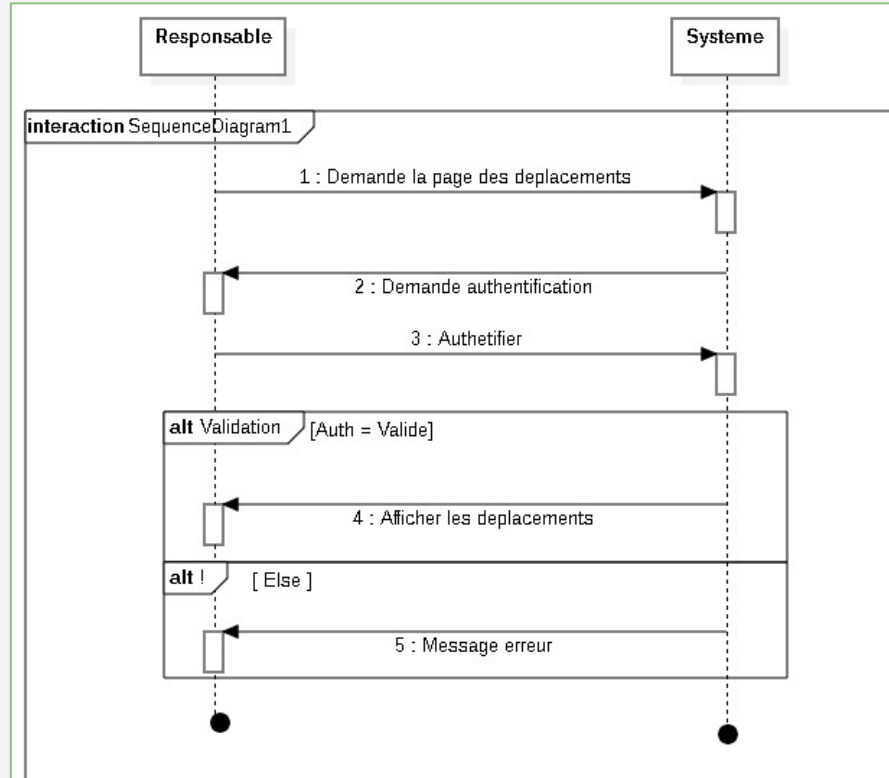 Responsable
Systeme
interaction SequenceDiagram1
1 : Demande la page des deplacements
2 : Demande authentification
3 : Authetifier
alt Validation [Auth = Valide]
4 : Afficher les deplacements
alt ! [ Else ]
5 : Message erreur